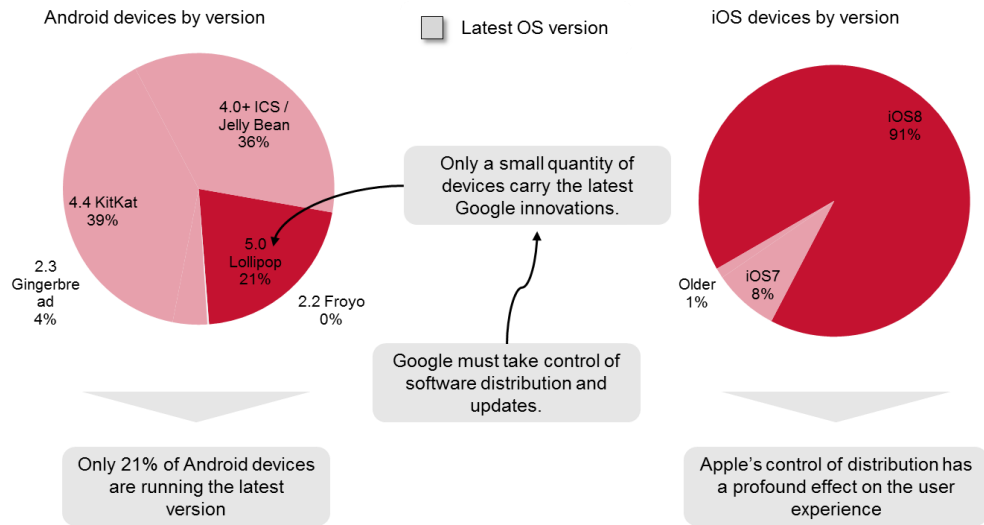 Android devices by version
Latest OS version
iOS devices by version
4.0+ ICS /
Jelly Bean
36%
4.4 KitKat
39%
2.3
Gingerbre
ad
4%
5.0
Lollipop
21%
2.2 Froyo
0%
Only a small quantity of
devices carry the latest
Google innovations.
Google must take control of
software distribution and
updates.
iOS8
91%
Older
1%
iOS7
8%
Only 21% of Android devices
are running the latest
version
Apple’s control of distribution has
a profound effect on the user
experience